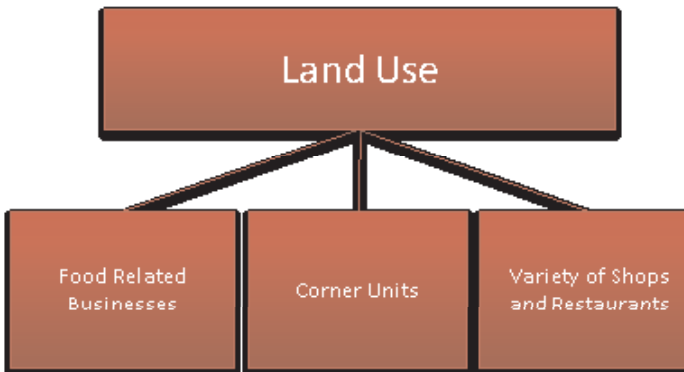 Land Use
Food Related
Businesses
Corner Units
Variety of Shops
and Restaurants